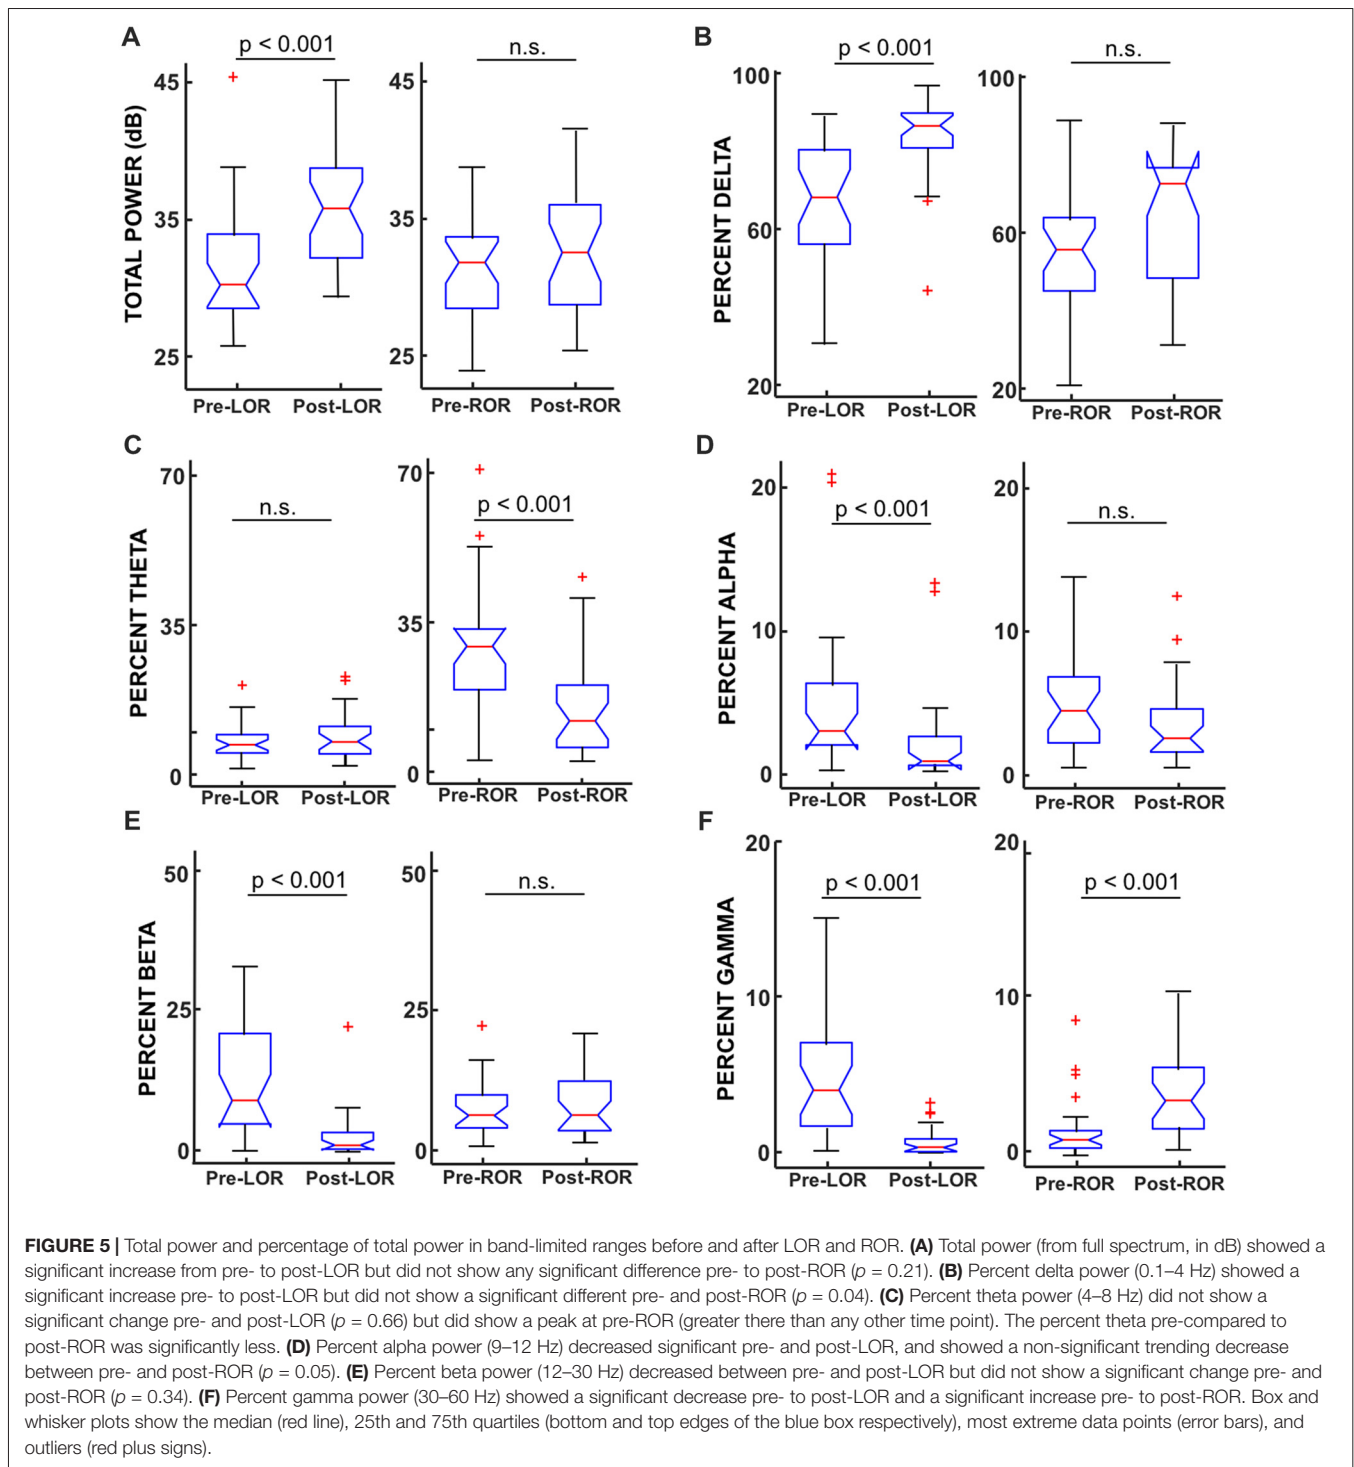 A
p < 0.001
n.s.
TOTAL POWER (dB)
45
35
25
45
35
25
Pre-LOR Post-LOR
Pre-ROR Post-ROR
B
p < 0.001
n.s.
PERCENT DELTA
100
60
20
100
60
20
Pre-LOR Post-LOR
Pre-ROR Post-ROR
C
n.s.
p < 0.001
PERCENT THETA
70
35
0
70
35
0
Pre-LOR Post-LOR
Pre-ROR Post-ROR
D
p < 0.001
n.s.
PERCENT ALPHA
20
10
0
20
10
0
Pre-LOR Post-LOR
Pre-ROR Post-ROR
E
p < 0.001
n.s.
PERCENT BETA
50
25
0
50
25
0
Pre-LOR Post-LOR
Pre-ROR Post-ROR
F
p < 0.001
p < 0.001
PERCENT GAMMA
20
10
0
20
10
0
Pre-LOR Post-LOR
Pre-ROR Post-ROR
FIGURE 5 | Total power and percentage of total power in band-limited ranges before and after LOR and ROR. (A) Total power (from full spectrum, in dB) showed a
significant increase from pre- to post-LOR but did not show any significant difference pre- to post-ROR (p = 0.21). (B) Percent delta power (0.1–4 Hz) showed a
significant increase pre- to post-LOR but did not show a significant different pre- and post-ROR (p = 0.04). (C) Percent theta power (4–8 Hz) did not show a
significant change pre- and post-LOR (p = 0.66) but did show a peak at pre-ROR (greater there than any other time point). The percent theta pre-compared to
post-ROR was significantly less. (D) Percent alpha power (9–12 Hz) decreased significant pre- and post-LOR, and showed a non-significant trending decrease
between pre- and post-ROR (p = 0.05). (E) Percent beta power (12–30 Hz) decreased between pre- and post-LOR but did not show a significant change pre- and
post-ROR (p = 0.34). (F) Percent gamma power (30–60 Hz) showed a significant decrease pre- to post-LOR and a significant increase pre- to post-ROR. Box and
whisker plots show the median (red line), 25th and 75th quartiles (bottom and top edges of the blue box respectively), most extreme data points (error bars), and
outliers (red plus signs).